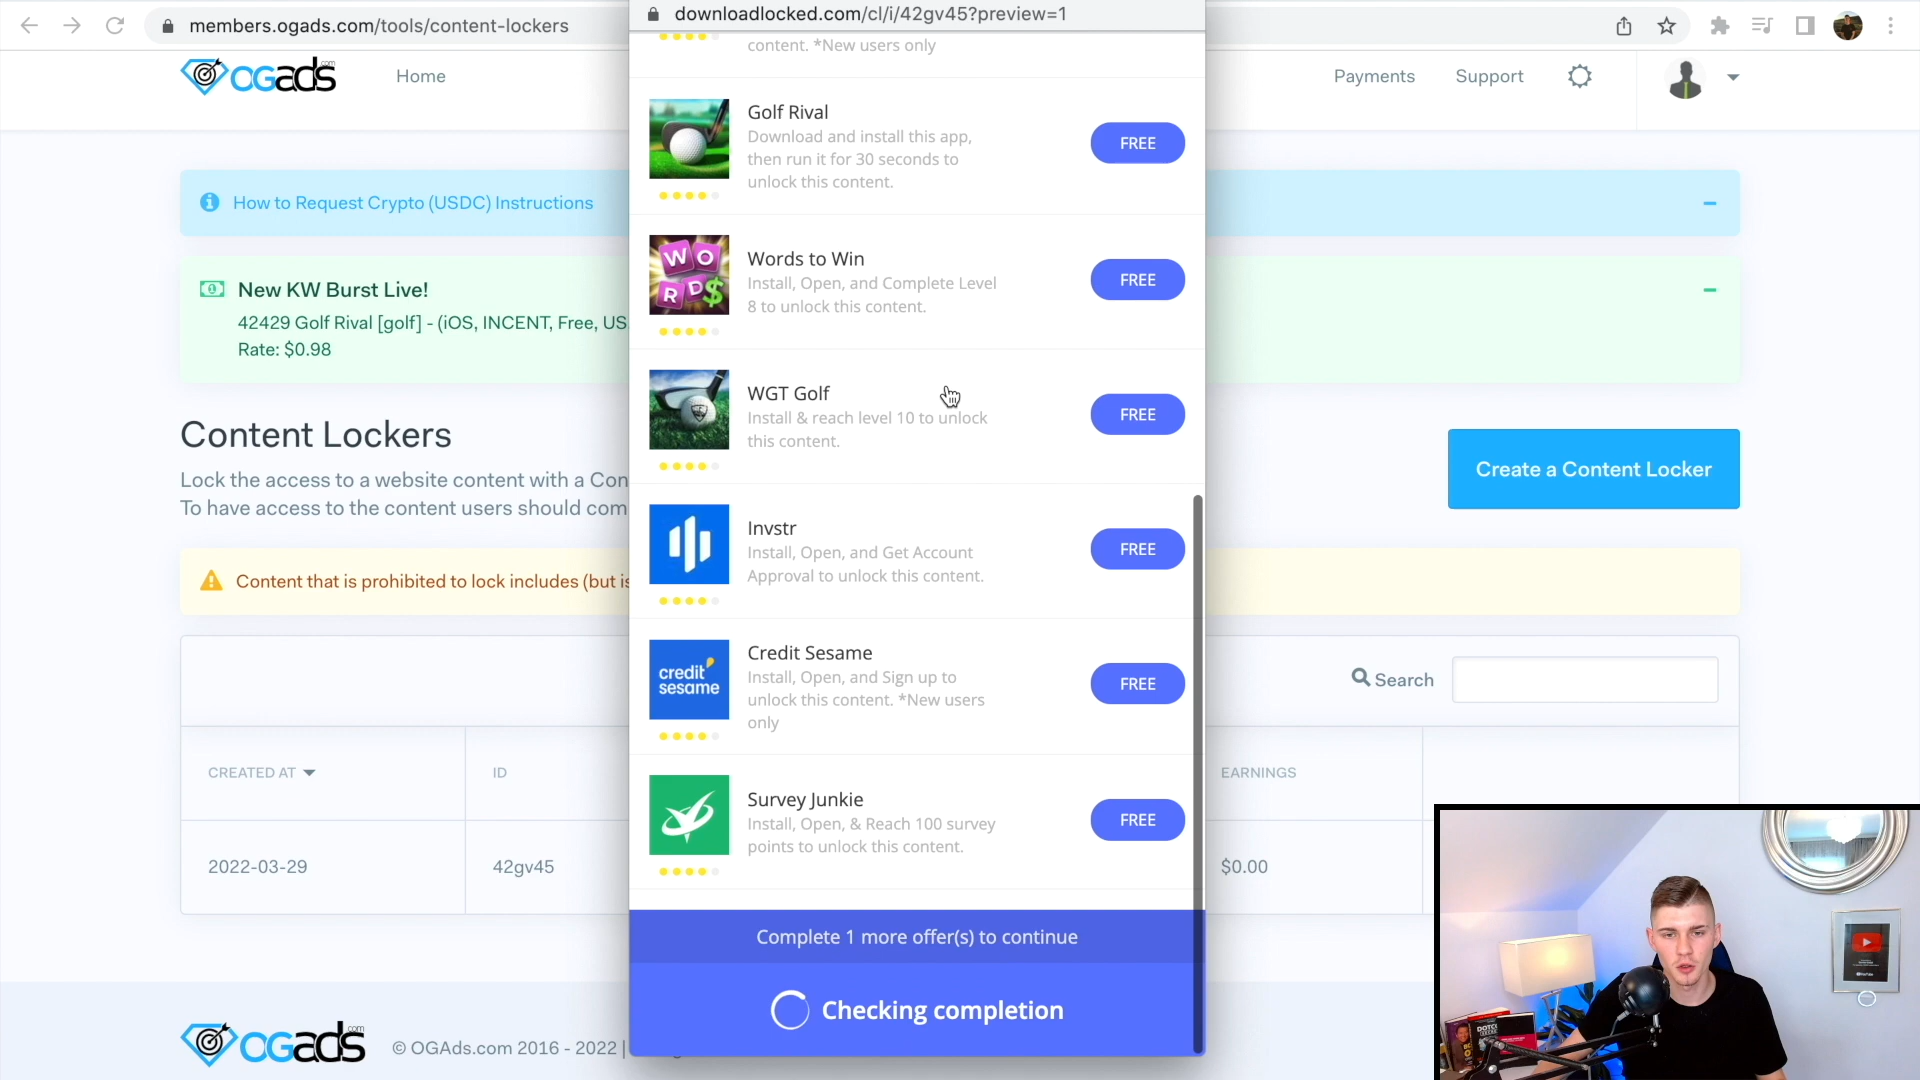 members.ogads.com/tools/content-lockers
downloadlocked.com/cl/i/42gv45?preview=1
OGads.com
Home
Payments
Support
How to Request Crypto (USDC) Instructions
New KW Burst Live!
42429 Golf Rival [golf] - (iOS, INCENT, Free, US
Rate: $0.98
Content Lockers
Lock the access to a website content with a Con
To have access to the content users should com
Create a Content Locker
Content that is prohibited to lock includes (but is
Search
CREATED AT
ID
EARNINGS
2022-03-29
42gv45
$0.00
content. *New users only
Golf Rival
Download and install this app,
then run it for 30 seconds to
unlock this content.
FREE
WORD$
Words to Win
Install, Open, and Complete Level
8 to unlock this content.
FREE
WGT Golf
Install & reach level 10 to unlock
this content.
FREE
Invstr
Install, Open, and Get Account
Approval to unlock this content.
FREE
credit
sesame
Credit Sesame
Install, Open, and Sign up to
unlock this content. *New users
only
FREE
Survey Junkie
Install, Open, & Reach 100 survey
points to unlock this content.
FREE
Complete 1 more offer(s) to continue
Checking completion
OGads.com
© OGAds.com 2016 - 2022 |